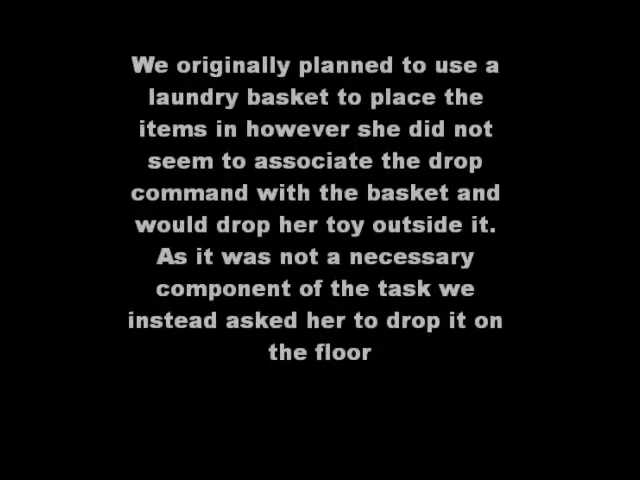 We originally planned to use a
laundry basket to place the
items in however she did not
seem to associate the drop
command with the basket and
would drop her toy outside it.
As it was not a necessary
component of the task we
instead asked her to drop it on
the floor